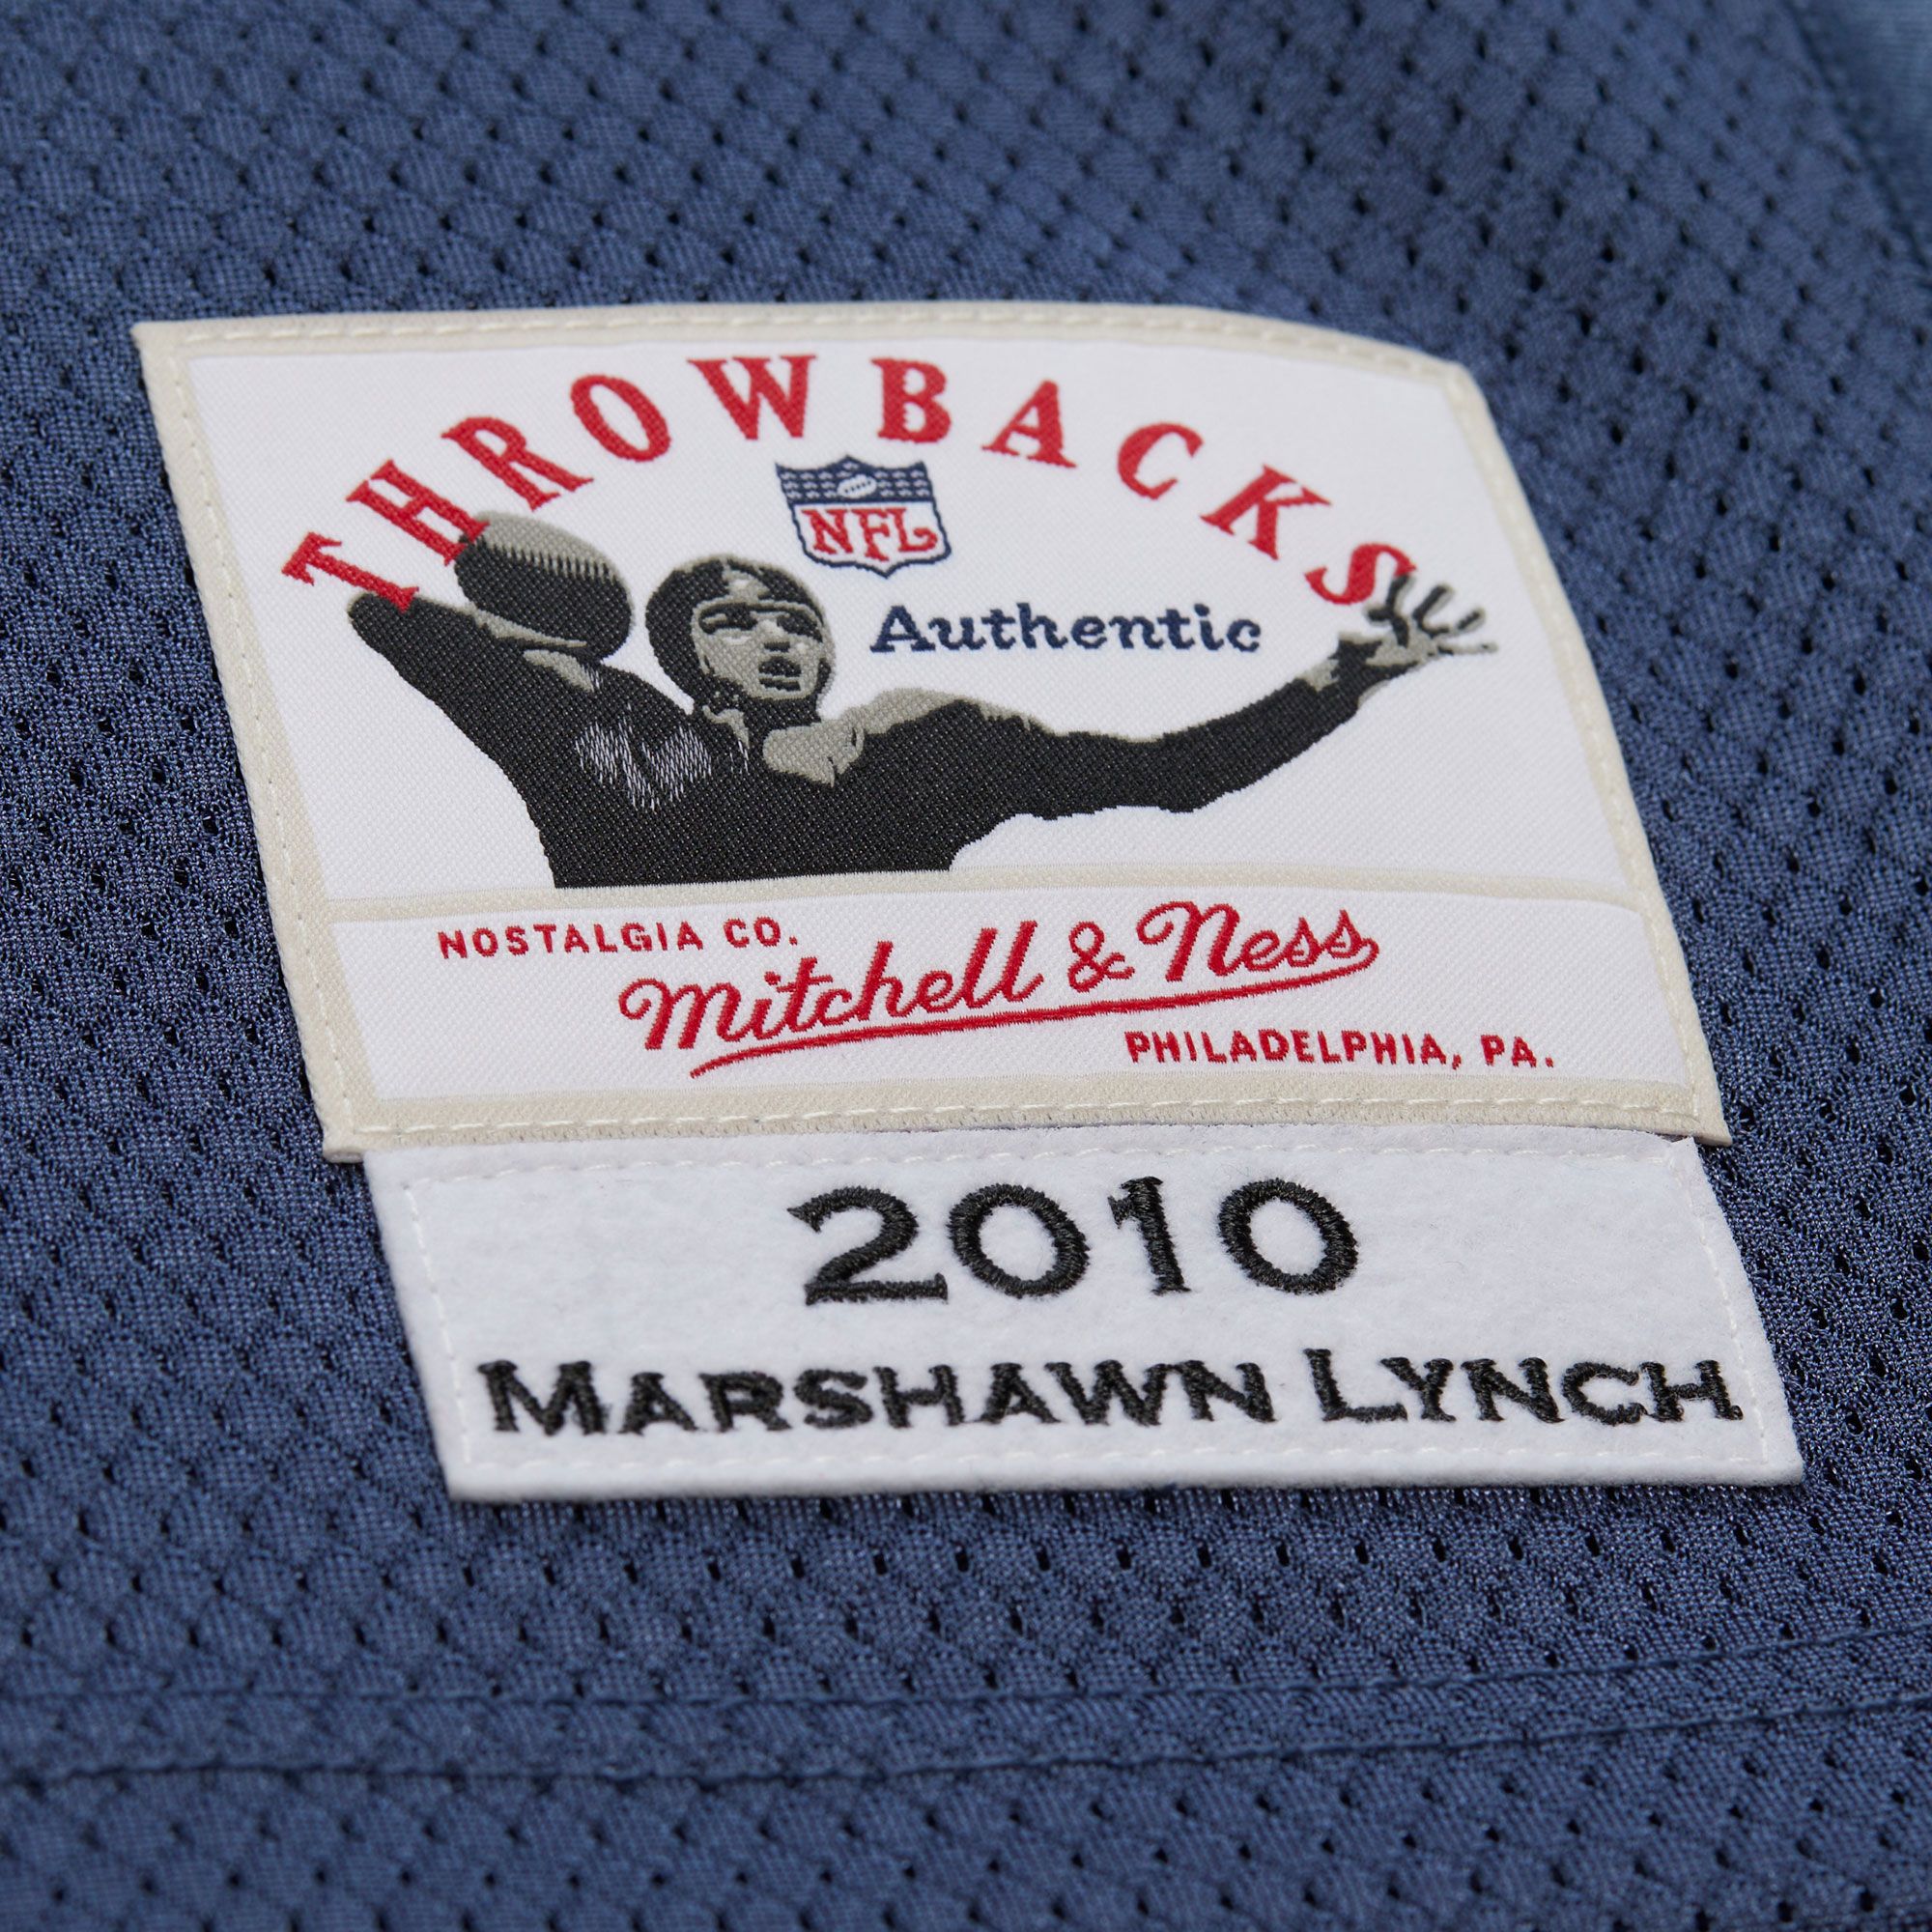 THROWBACKS
NFL
Authentic
NOSTALGIA CO.
Mitchell & Ness
PHILADELPHIA, PA.
2010
MARSHAWN LYNCH